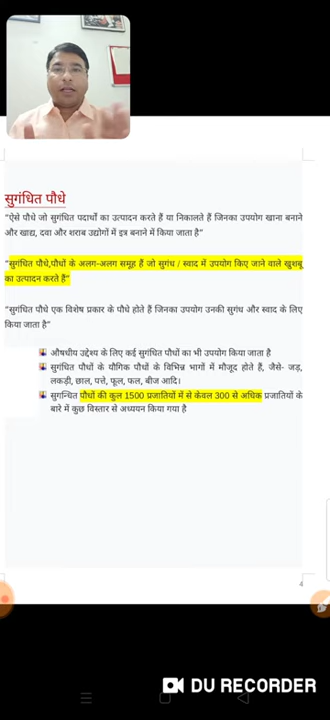 सुगंधित पौधे
"ऐसे पौधे जो सुगंधित पदार्थों का उत्पादन करते हैं या निकालते हैं जिनका उपयोग खाना बनाने
और खाद्य, दवा और शराब उद्योगों में इत्र बनाने में किया जाता है"
"सुगंधित पौधे,पौधों के अलग-अलग समूह हैं जो सुगंध / स्वाद में उपयोग किए जाने वाले खुशबू
का उत्पादन करते हैं"
"सुगंधित पौधे एक विशेष प्रकार के पौधे होते हैं जिनका उपयोग उनकी सुगंध और स्वाद के लिए
किया जाता है"
औषधीय उद्देश्य के लिए कई सुगंधित पौधों का भी उपयोग किया जाता है
सुगंधित पौधों के यौगिक पौधों के विभिन्न भागों में मौजूद होते हैं, जैसे- जड़,
लकड़ी, छाल, पत्ते, फूल, फल, बीज आदि।
सुगन्धित पौधों की कुल 1500 प्रजातियों में से केवल 300 से अधिक प्रजातियों के
बारे में कुछ विस्तार से अध्ययन किया गया है
4
DU RECORDER